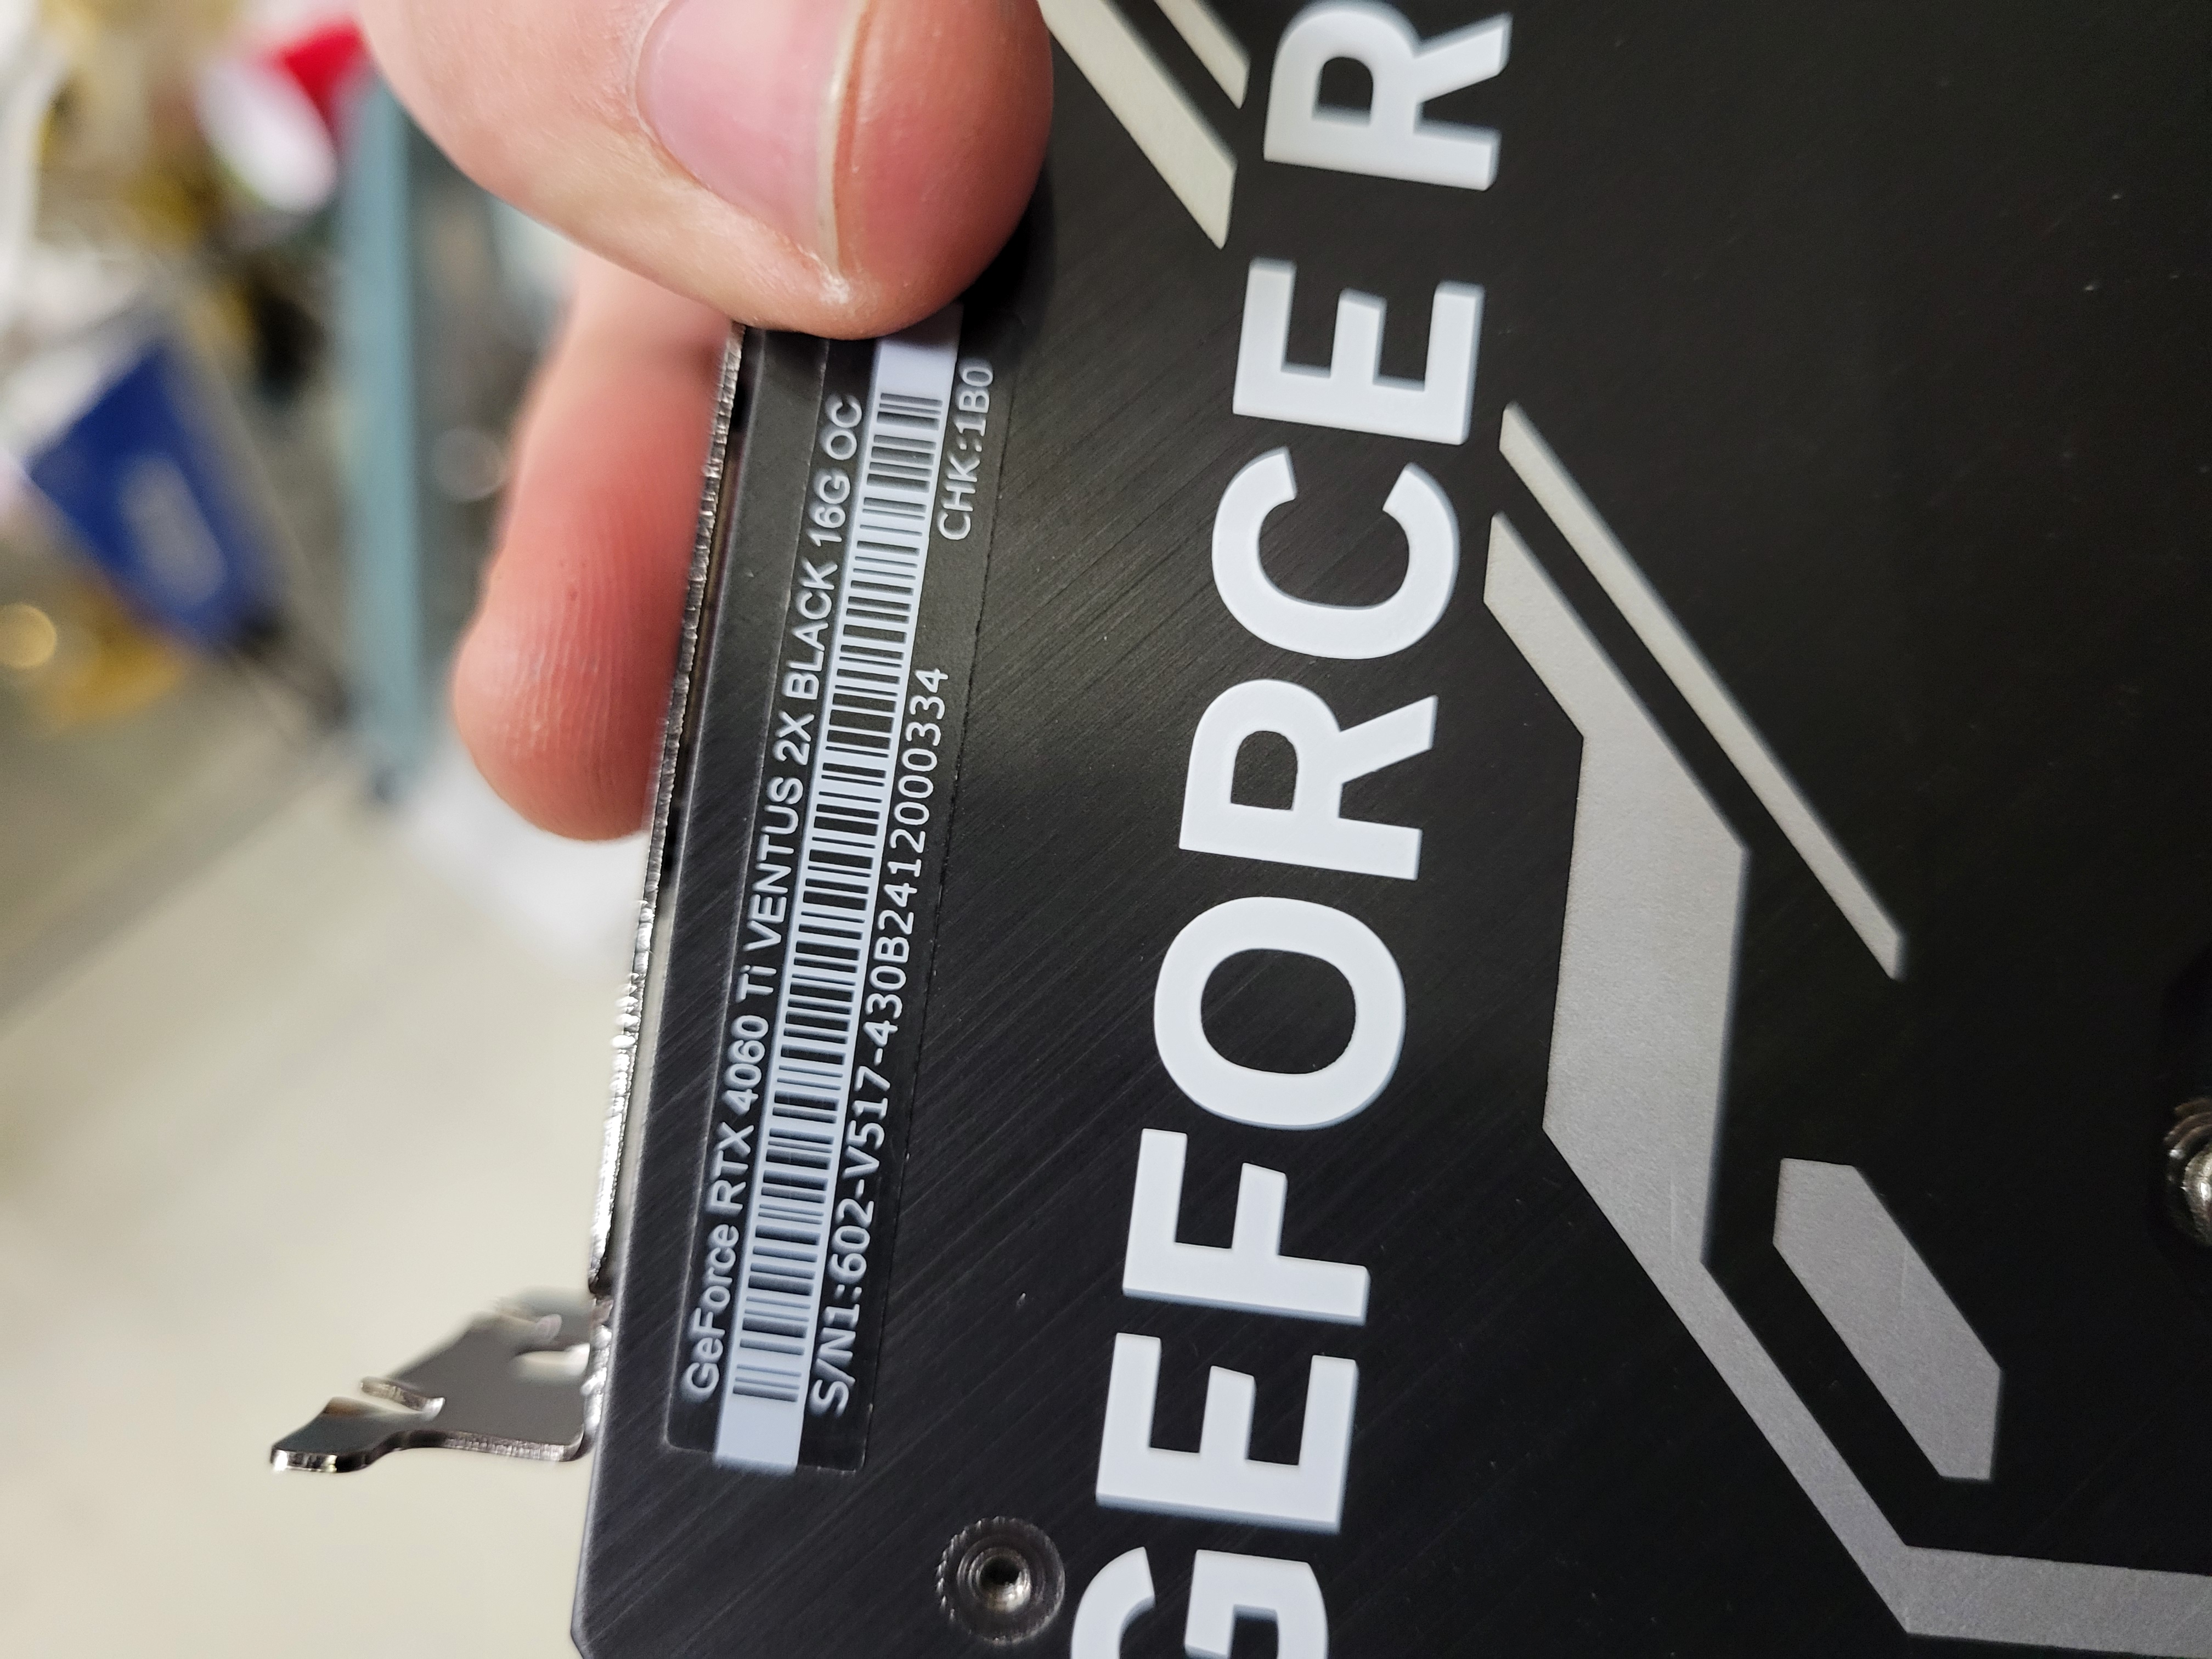 GeForce RTX 4060 Ti VENTUS 2X BLACK 16G OC
S/N1:602-V517-430B2412000334
CHK:1B0
GEFORCE R